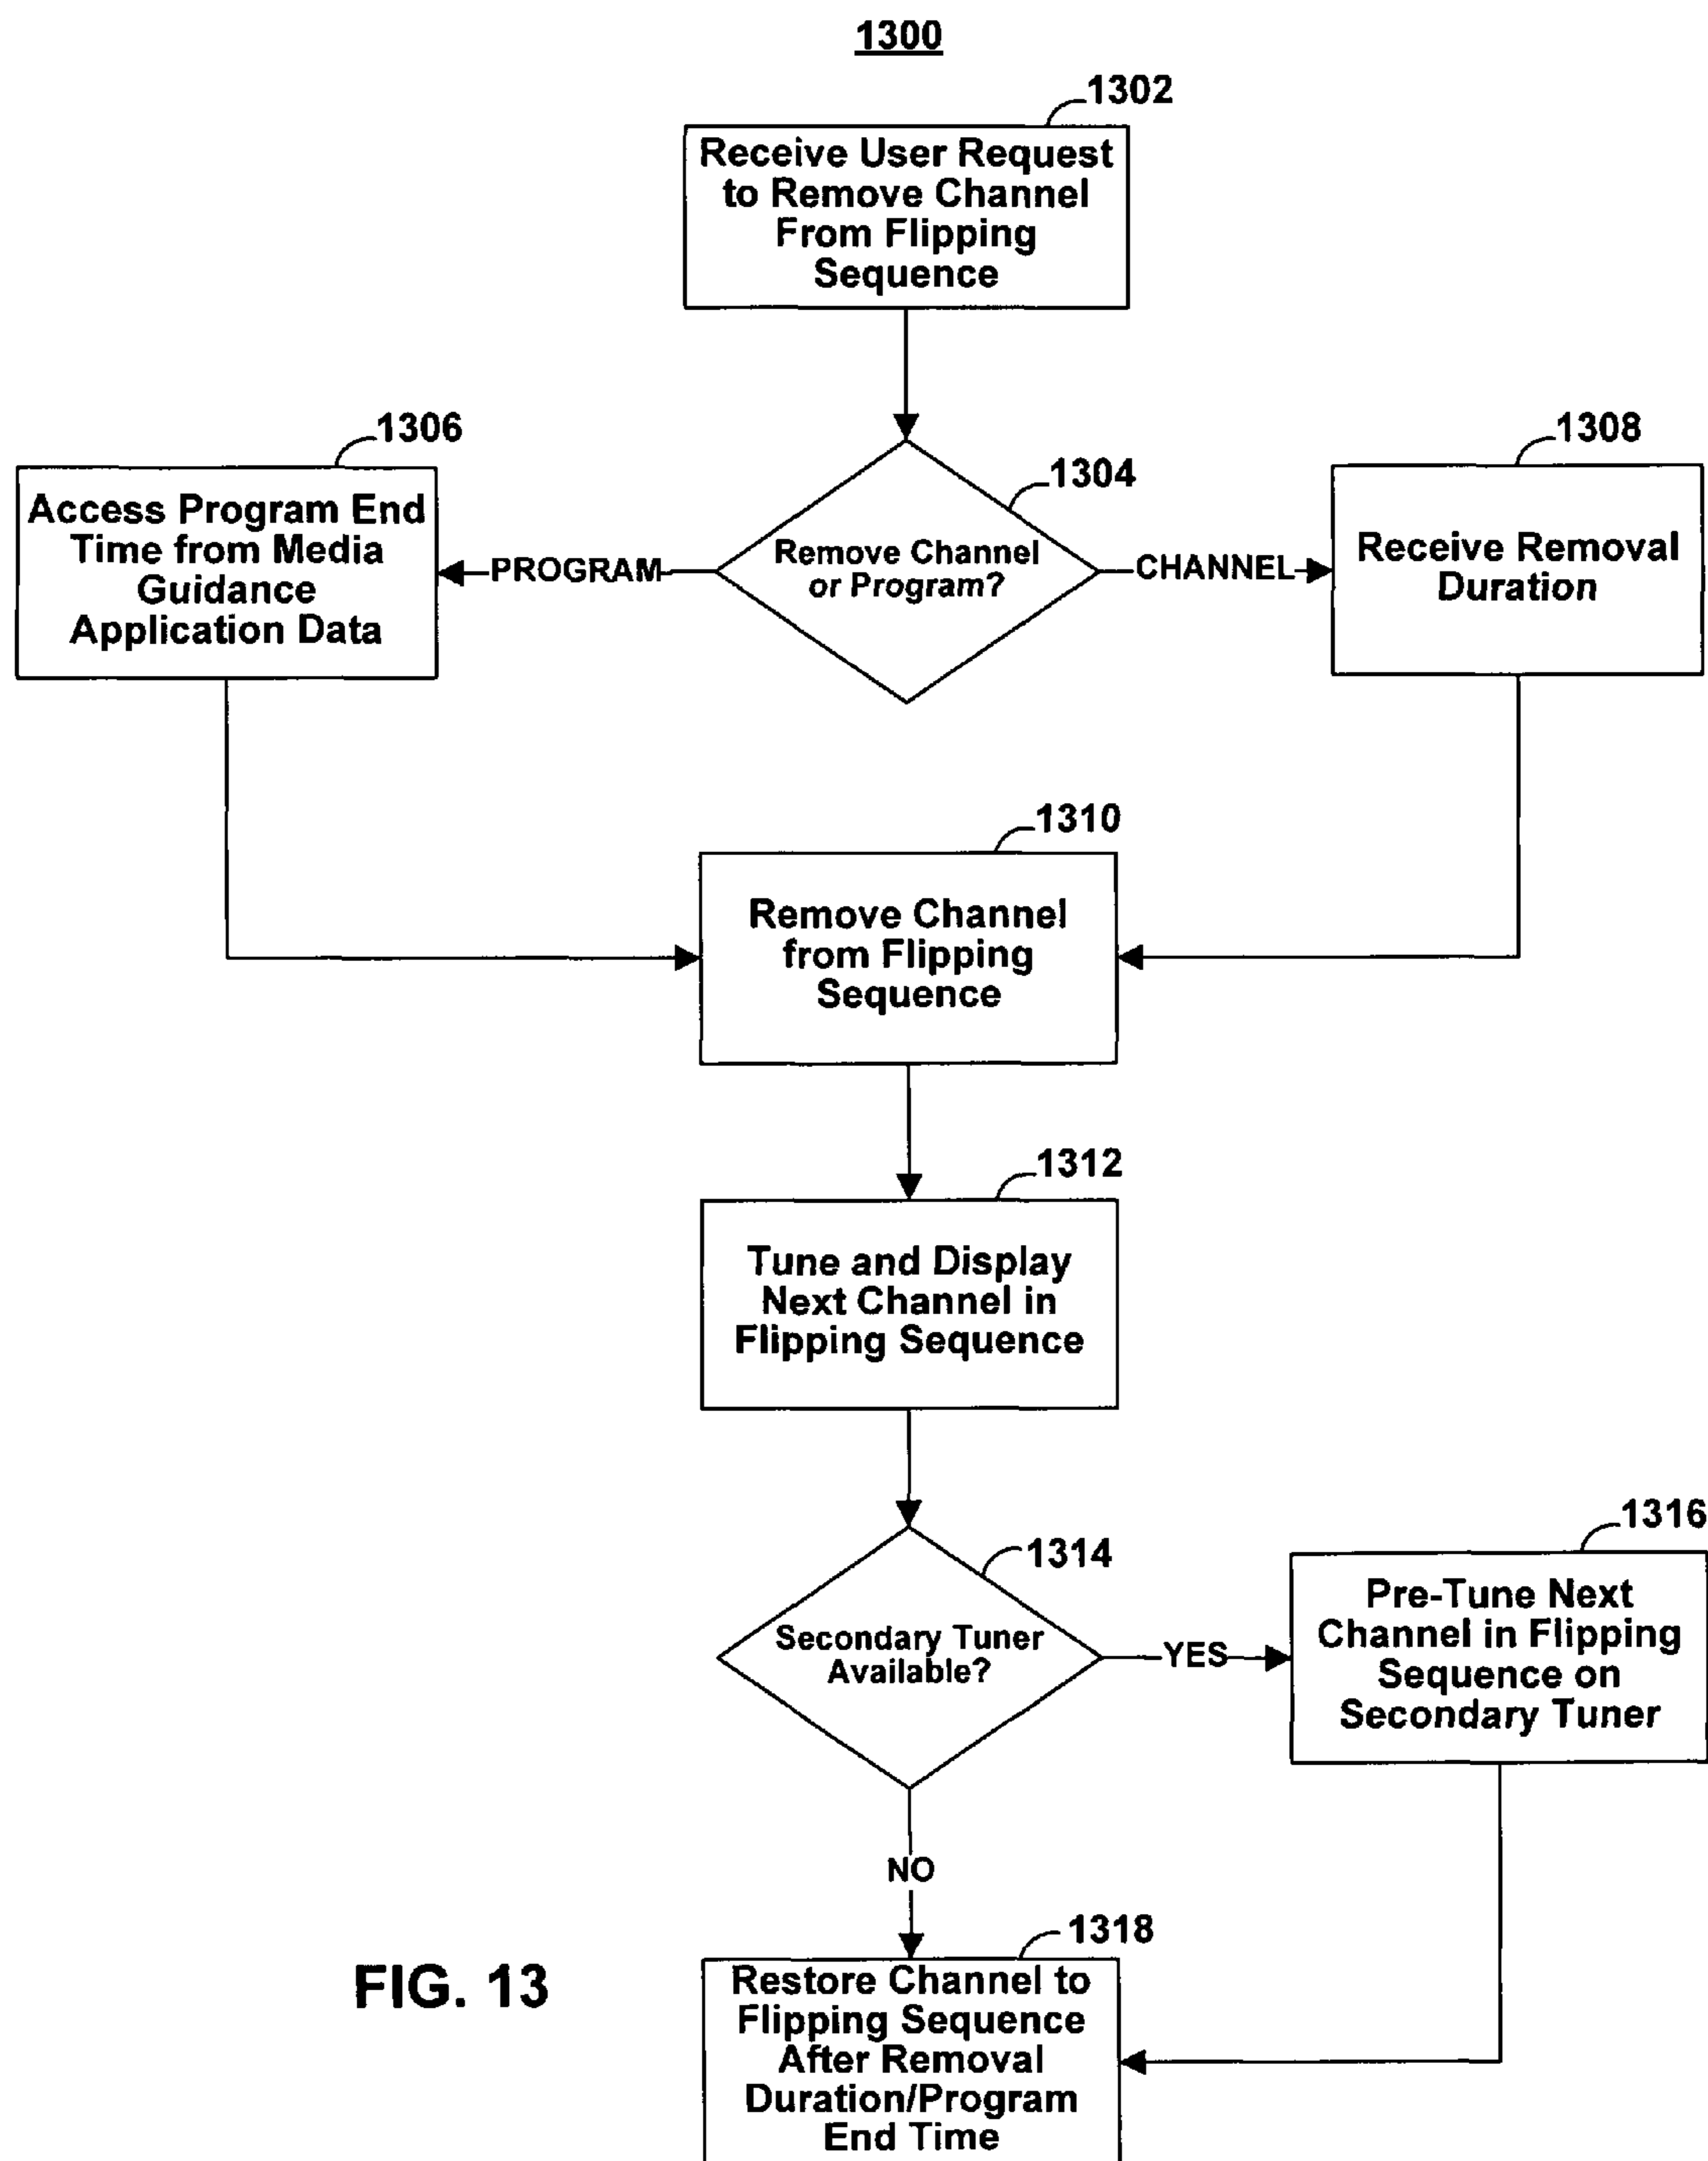 1300
1302
Receive User Request
to Remove Channel
From Flipping
Sequence
1306
1304
1308
Access Program End
Time from Media
Guidance
Application Data
PROGRAM
Remove Channel
or Program?
CHANNEL
Receive Removal
Duration
1310
Remove Channel
from Flipping
Sequence
1312
Tune and Display
Next Channel in
Flipping Sequence
1314
1316
Secondary Tuner
Available?
YES
Pre-Tune Next
Channel in Flipping
Sequence on
Secondary Tuner
NO
1318
FIG. 13
Restore Channel to
Flipping Sequence
After Removal
Duration/Program
End Time